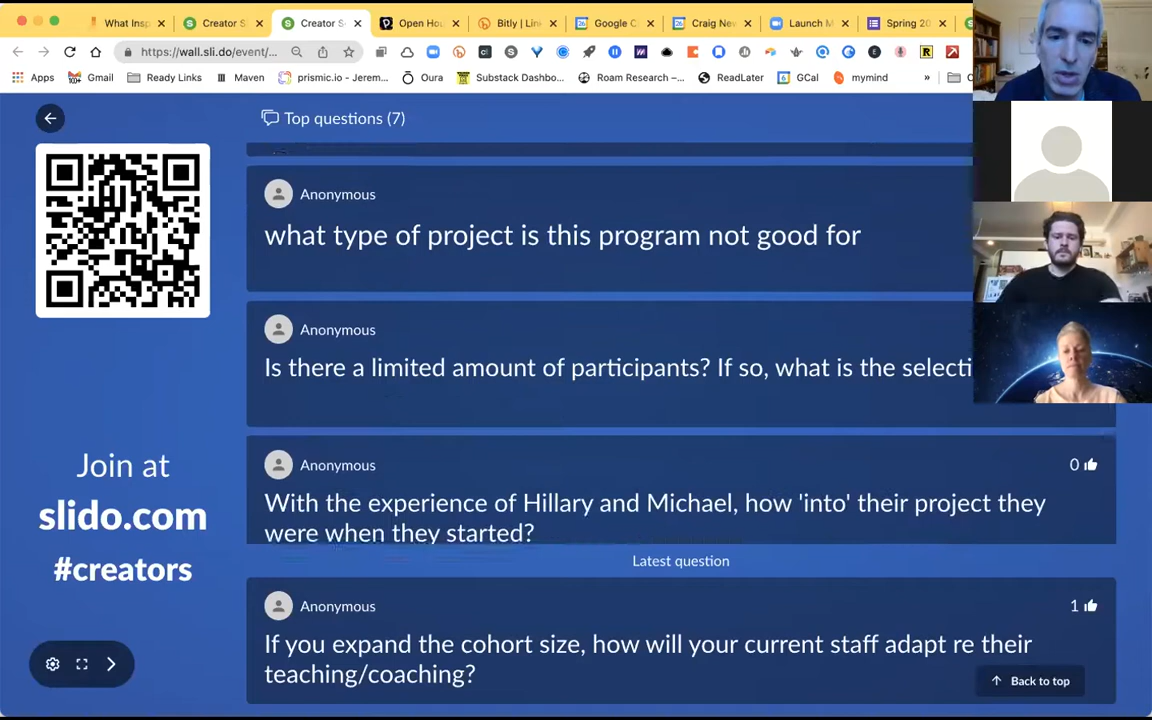 What Insp
Creator S
Creator S
Open Hou
Bitly | Lin
Google C
Craig New
Launch M
Spring 20
https://wall.sli.do/event/...
Apps
Gmail
Ready Links
Maven
prismic.io - Jerem...
Oura
Substack Dashbo...
Roam Research –...
ReadLater
GCal
mymind
»
Top questions (7)
Anonymous
what type of project is this program not good for
Anonymous
Is there a limited amount of participants? If so, what is the selecti
Anonymous
0
With the experience of Hillary and Michael, how 'into' their project they
were when they started?
Latest question
Anonymous
1
If you expand the cohort size, how will your current staff adapt re their
teaching/coaching?
Back to top
Join at
slido.com
#creators